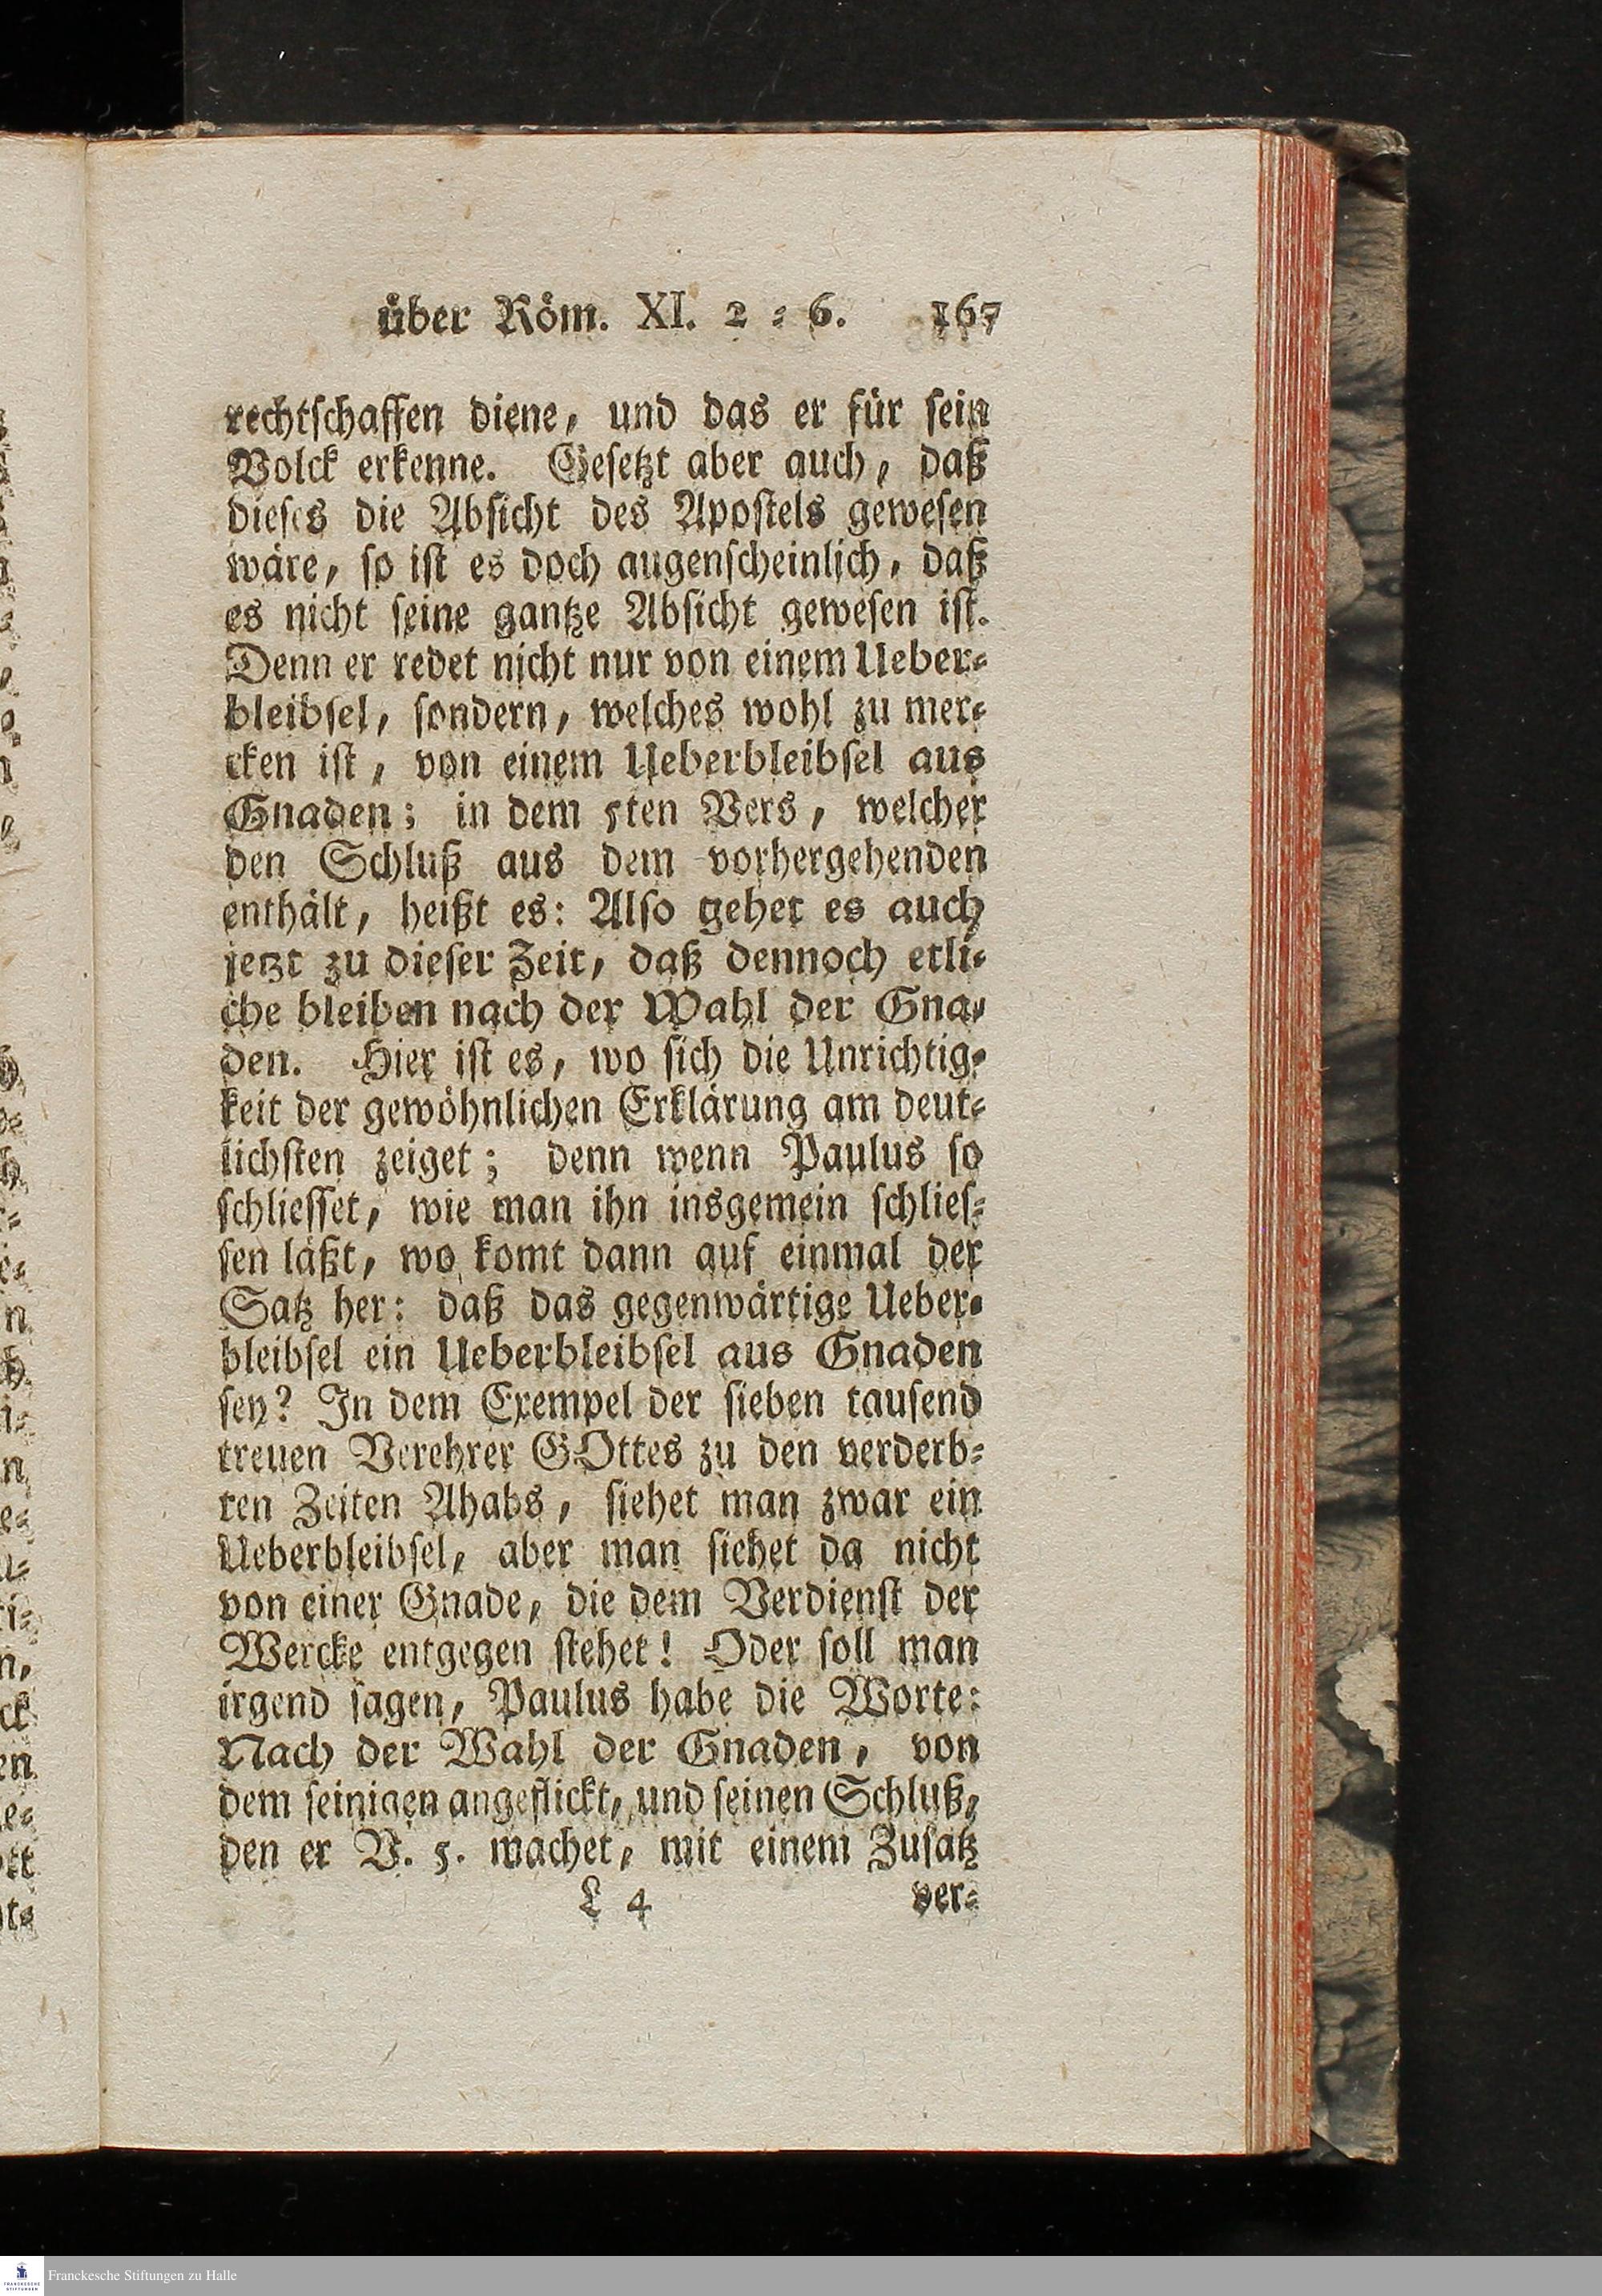 über Röm. XI. 2 = 6. 167
rechtschaffen diene, und das er für sein
Volck erkenne. Gesetzt aber auch, daß
dieses die Absicht des Apostels gewesen
wäre, so ist es doch augenscheinlich, daß
es nicht seine gantze Absicht gewesen ist.
Denn er redet nicht nur von einem Ueber=
bleibsel, sondern, welches wohl zu mer=
cken ist, von einem Ueberbleibsel aus
Gnaden; in dem 5ten Vers, welcher
den Schluß aus dem vorhergehenden
enthält, heißt es: Also gehet es auch
jetzt zu dieser Zeit, daß dennoch etli=
che bleiben nach der Wahl der Gna=
den. Hier ist es, wo sich die Unrichtig=
keit der gewöhnlichen Erklärung am deut=
lichsten zeiget; denn wenn Paulus so
schliesset, wie man ihn insgemein schlies=
sen läßt, wo komt dann auf einmal der
Satz her: daß das gegenwärtige Ueber=
bleibsel ein Ueberbleibsel aus Gnaden
sey? In dem Exempel der sieben tausend
treuen Verehrer GOttes zu den verderb=
ten Zeiten Ahabs, siehet man zwar ein
Ueberbleibsel, aber man siehet da nicht
von einer Gnade, die dem Verdienst der
Wercke entgegen stehet! Oder soll man
irgend sagen, Paulus habe die Worte:
Nach der Wahl der Gnaden, von
dem seinigen angeflickt, und seinen Schluß,
den er V. 5. machet, mit einem Zusatz
L 4 ver=
Franckesche Stiftungen zu Halle